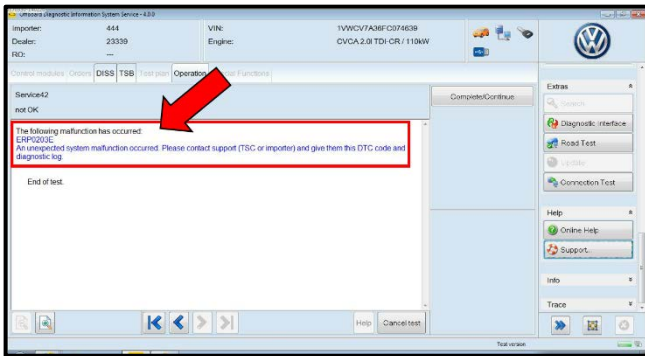 Offboard Diagnostic Information System Service - 4.0.0
Importer: 444 VIN: 1VWCV7A36FC074639
Dealer: 23339 Engine: CVCA 2.0l TDI-CR / 110kW
RO: ---
Control modules Orders DISS TSB Test plan Operation Special Functions
Service42
not OK
Complete/Continue
The following malfunction has occurred:
ERP0203E
An unexpected system malfunction occurred. Please contact support (TSC or importer) and give them this DTC code and
diagnostic log.
End of test.
Help
Cancel test
Extras
Search
Diagnostic Interface
Road Test
Update
Connection Test
Help
Online Help
Support...
Info
Trace
Test version